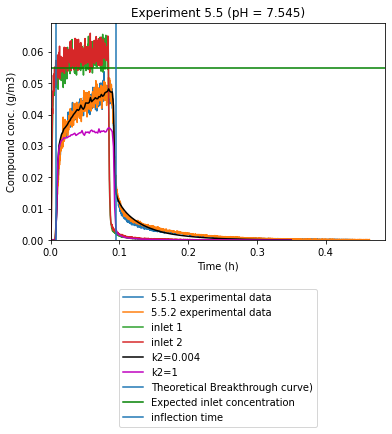 Experiment 5.5 (pH = 7.545)
Compound conc. (g/m3)
0.06
0.05
0.04
0.03
0.02
0.01
0.00
0.0 0.1 0.2 0.3 0.4
Time (h)
5.5.1 experimental data
5.5.2 experimental data
inlet 1
inlet 2
k2=0.004
k2=1
Theoretical Breakthrough curve)
Expected inlet concentration
inflection time